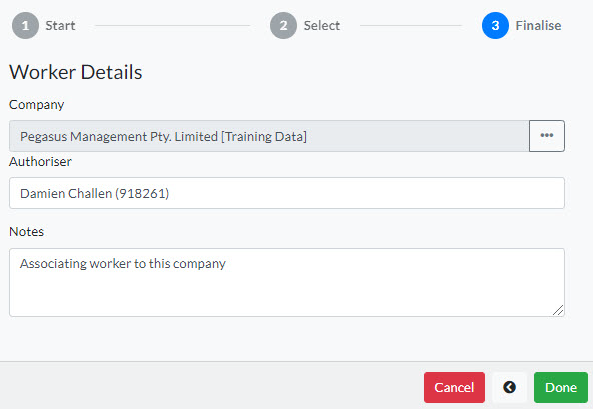 1 Start 2 Select 3 Finalise
Worker Details
Company
Pegasus Management Pty. Limited [Training Data]
Authoriser
Damien Challen (918261)
Notes
Associating worker to this company
Cancel Done